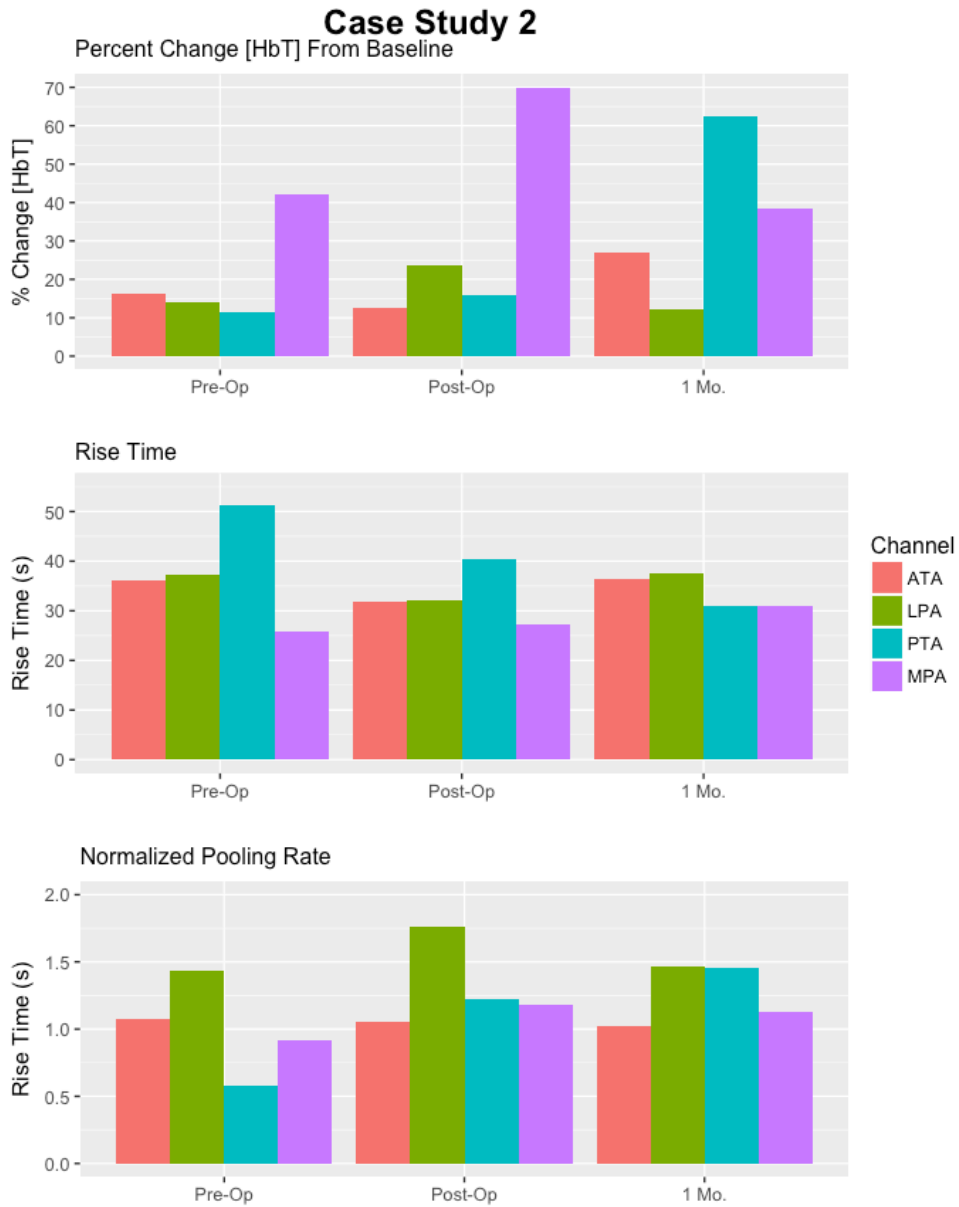 Case Study 2
Percent Change [HbT] From Baseline
% Change [HbT]
70
60
50
40
30
20
10
0
Pre-Op Post-Op 1 Mo.
Rise Time
Rise Time (s)
50
40
30
20
10
0
Pre-Op Post-Op 1 Mo.
Channel
ATA
LPA
PTA
MPA
Normalized Pooling Rate
Rise Time (s)
2.0
1.5
1.0
0.5
0.0
Pre-Op Post-Op 1 Mo.